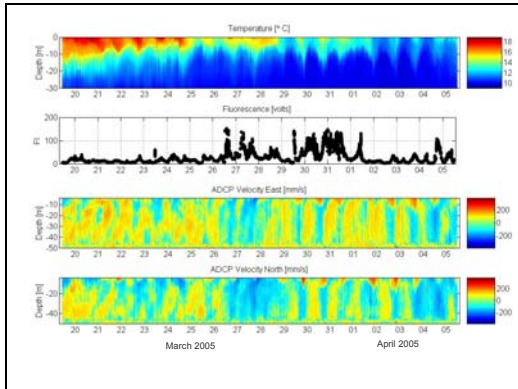 Temperature [° C]
Depth [m]
0
-10
-20
-30
18
16
14
12
10
20 21 22 23 24 25 26 27 28 29 30 31 01 02 03 04 05
Fluorescence [volts]
Fl
200
100
0
20 21 22 23 24 25 26 27 28 29 30 31 01 02 03 04 05
ADCP Velocity East [mm/s]
Depth [m]
-10
-20
-30
-40
-50
200
0
-200
-400
20 21 22 23 24 25 26 27 28 29 30 31 01 02 03 04 05
ADCP Velocity North [mm/s]
Depth [m]
-20
-40
200
0
-200
20 21 22 23 24 25 26 27 28 29 30 31 01 02 03 04 05
March 2005 April 2005